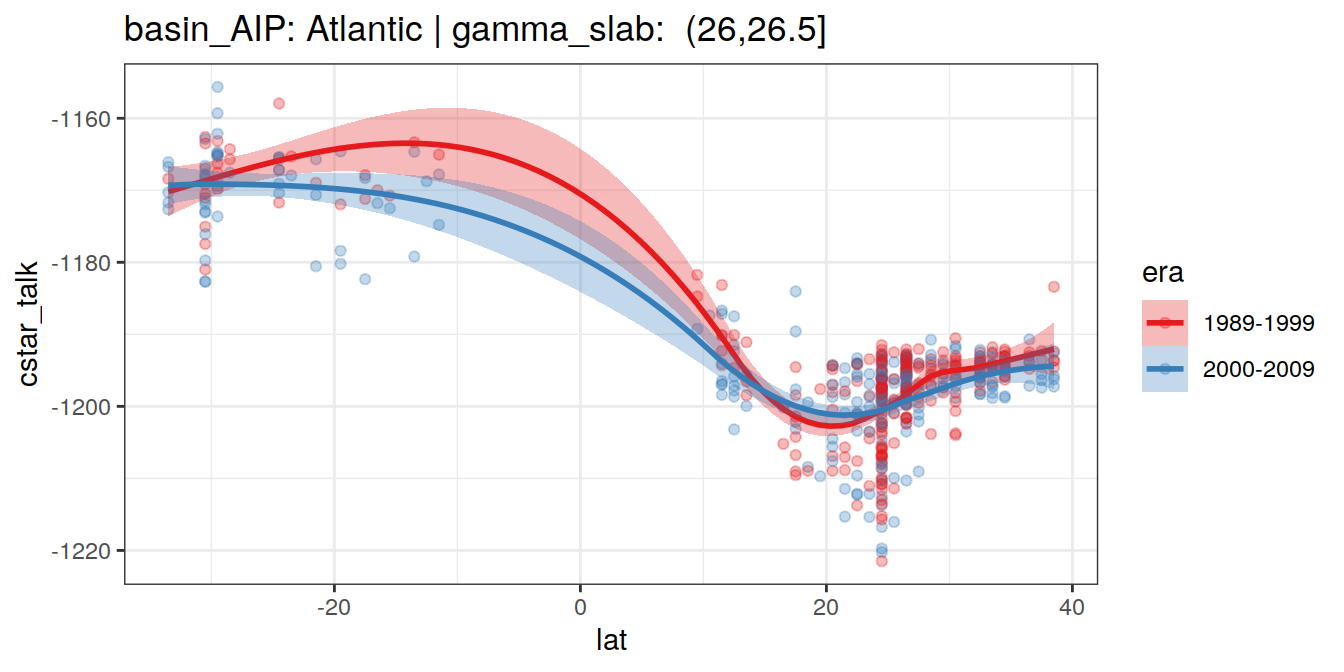 basin_AIP: Atlantic | gamma_slab:  (26,26.5]
cstar_talk
-1160
-1180
-1200
-1220
-20
0
20
40
lat
era
1989-1999
2000-2009